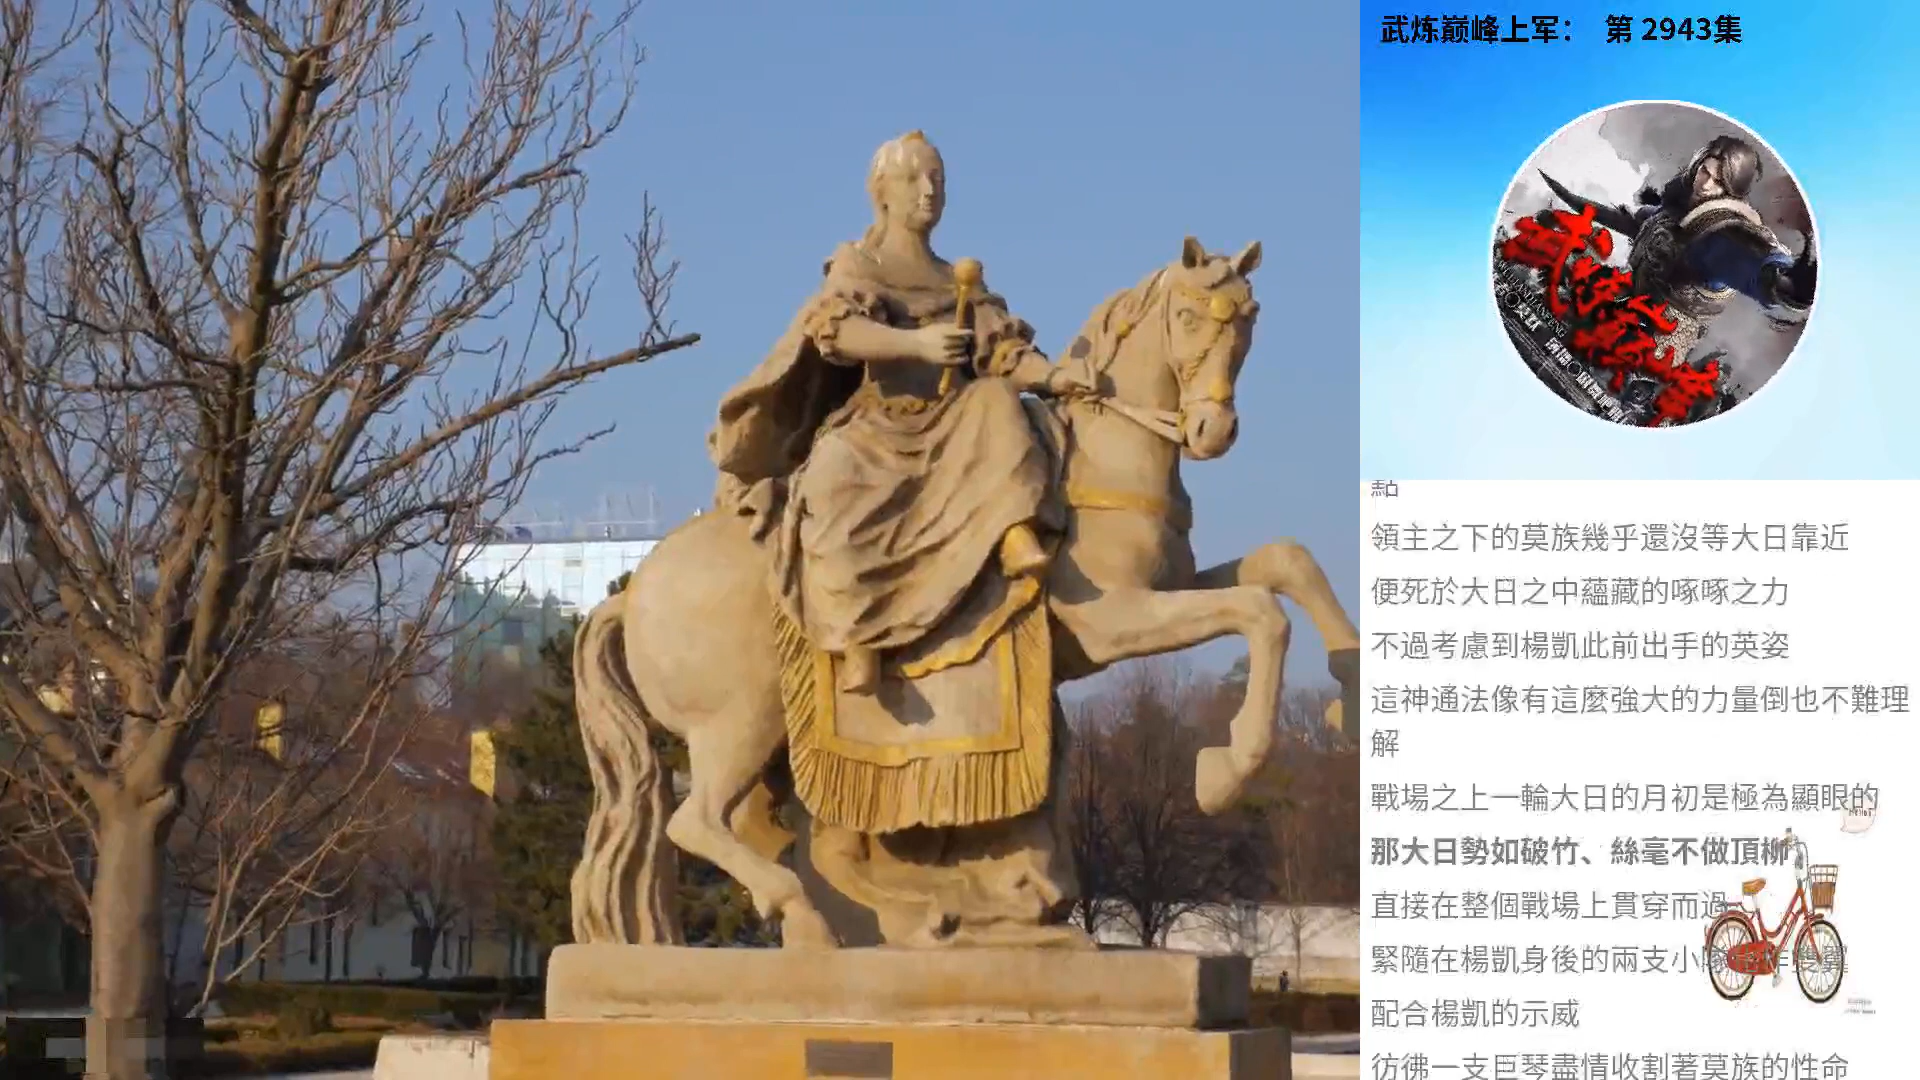 武炼巅峰上军： 第 2943集
點
領主之下的莫族幾乎還沒等大日靠近
便死於大日之中蘊藏的啄啄之力
不過考慮到楊凱此前出手的英姿
這神通法像有這麼強大的力量倒也不難理
解
戰場之上一輪大日的月初是極為顯眼的
那大日勢如破竹、絲毫不做頂柳
直接在整個戰場上貫穿而過
緊隨在楊凱身後的兩支小隊
配合楊凱的示威
彷彿一支巨琴盡情收割著莫族的性命